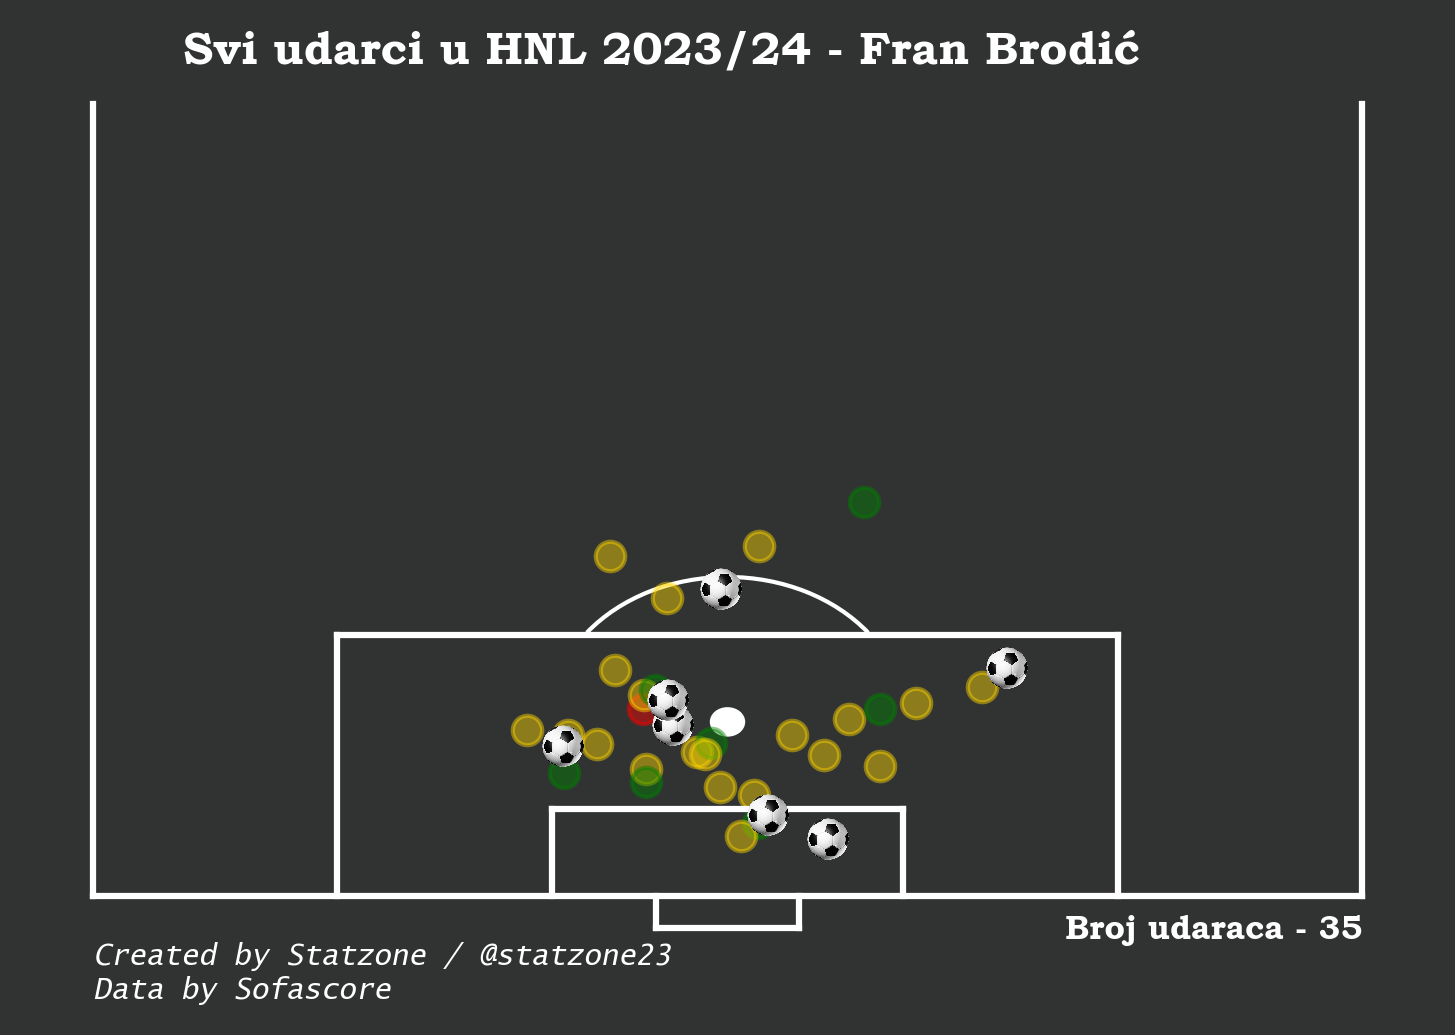 Svi udarci u HNL 2023/24 - Fran Brodić
Broj udaraca - 35
Created by Statzone / @statzone23
Data by Sofascore